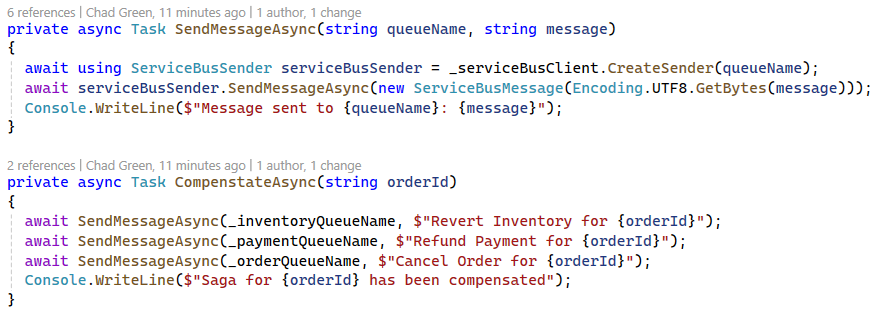 6 references | Chad Green, 11 minutes ago | 1 author, 1 change
private async Task SendMessageAsync(string queueName, string message)
{
  await using ServiceBusSender serviceBusSender = _serviceBusClient.CreateSender(queueName);
  await serviceBusSender.SendMessageAsync(new ServiceBusMessage(Encoding.UTF8.GetBytes(message)));
  Console.WriteLine($"Message sent to {queueName}: {message}");
}
2 references | Chad Green, 11 minutes ago | 1 author, 1 change
private async Task CompenstateAsync(string orderId)
{
  await SendMessageAsync(_inventoryQueueName, $"Revert Inventory for {orderId}");
  await SendMessageAsync(_paymentQueueName, $"Refund Payment for {orderId}");
  await SendMessageAsync(_orderQueueName, $"Cancel Order for {orderId}");
  Console.WriteLine($"Saga for {orderId} has been compensated");
}